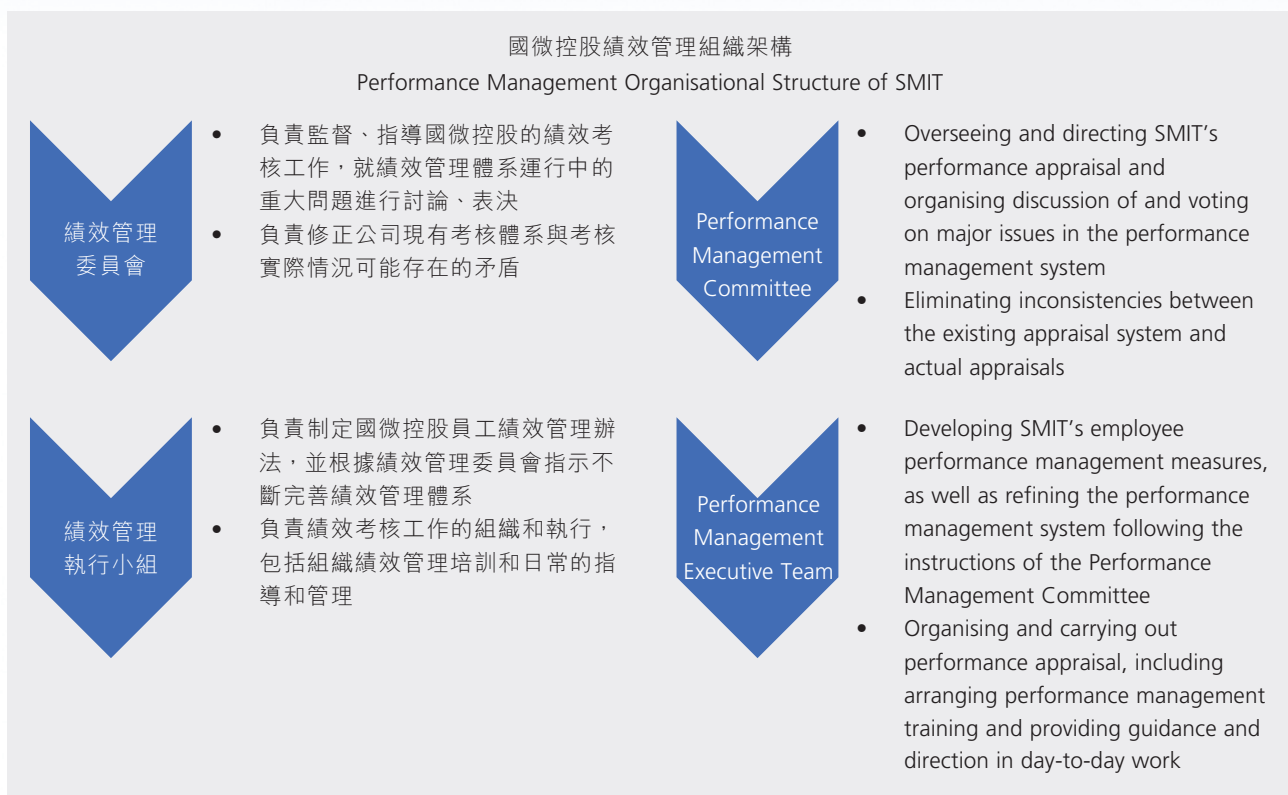 國微控股績效管理組織架構
Performance Management Organisational Structure of SMIT
績效管理
委員會
• 負責監督、指導國微控股的績效考
核工作，就績效管理體系運行中的
重大問題進行討論、表決
• 負責修正公司現有考核體系與考核
實際情況可能存在的矛盾
Performance
Management
Committee
• Overseeing and directing SMIT’s
performance appraisal and
organising discussion of and voting
on major issues in the performance
management system
• Eliminating inconsistencies between
the existing appraisal system and
actual appraisals
績效管理
執行小組
• 負責制定國微控股員工績效管理辦
法，並根據績效管理委員會指示不
斷完善績效管理體系
• 負責績效考核工作的組織和執行，
包括組織績效管理培訓和日常的指
導和管理
Performance
Management
Executive Team
• Developing SMIT’s employee
performance management measures,
as well as refining the performance
management system following the
instructions of the Performance
Management Committee
• Organising and carrying out
performance appraisal, including
arranging performance management
training and providing guidance and
direction in day-to-day work